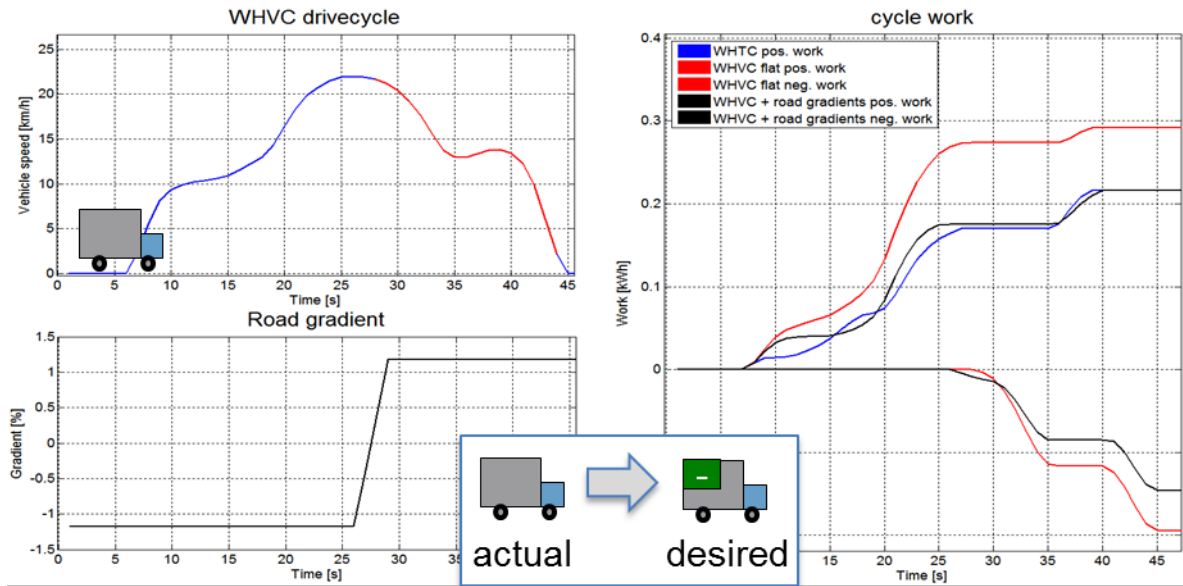 WHVC drivecycle
25
20
15
10
5
0
Vehicle speed [km/h]
0 5 10 15 20 25 30 35 40 45
Time [s]
Road gradient
1.5
1
0.5
0
-0.5
-1
-1.5
Gradient [%]
0 5 10 15 20 25 30
Time [s]
cycle work
WHTC pos. work
WHVC flat pos. work
WHVC flat neg. work
WHVC + road gradients pos. work
WHVC + road gradients neg. work
0.4
0.3
0.2
0.1
0
Work [kWh]
15 20 25 30 35 40 45
Time [s]
actual
desired